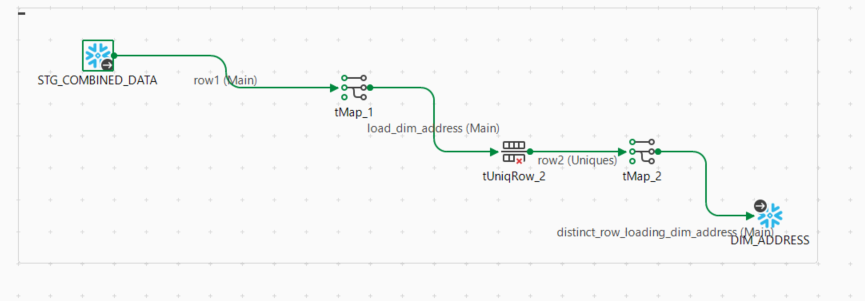 STG_COMBINED_DATA
row1 (Main)
tMap_1
load_dim_address (Main)
tUniqRow_2
row2 (Uniques)
tMap_2
distinct_row_loading_dim_address (Main)
DIM_ADDRESS